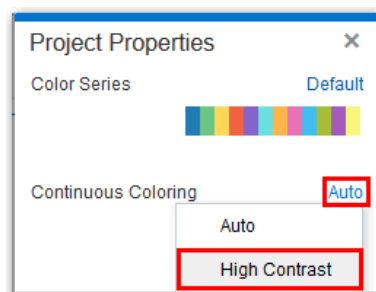 Project Properties ×
Color Series Default
Continuous Coloring Auto
Auto
High Contrast